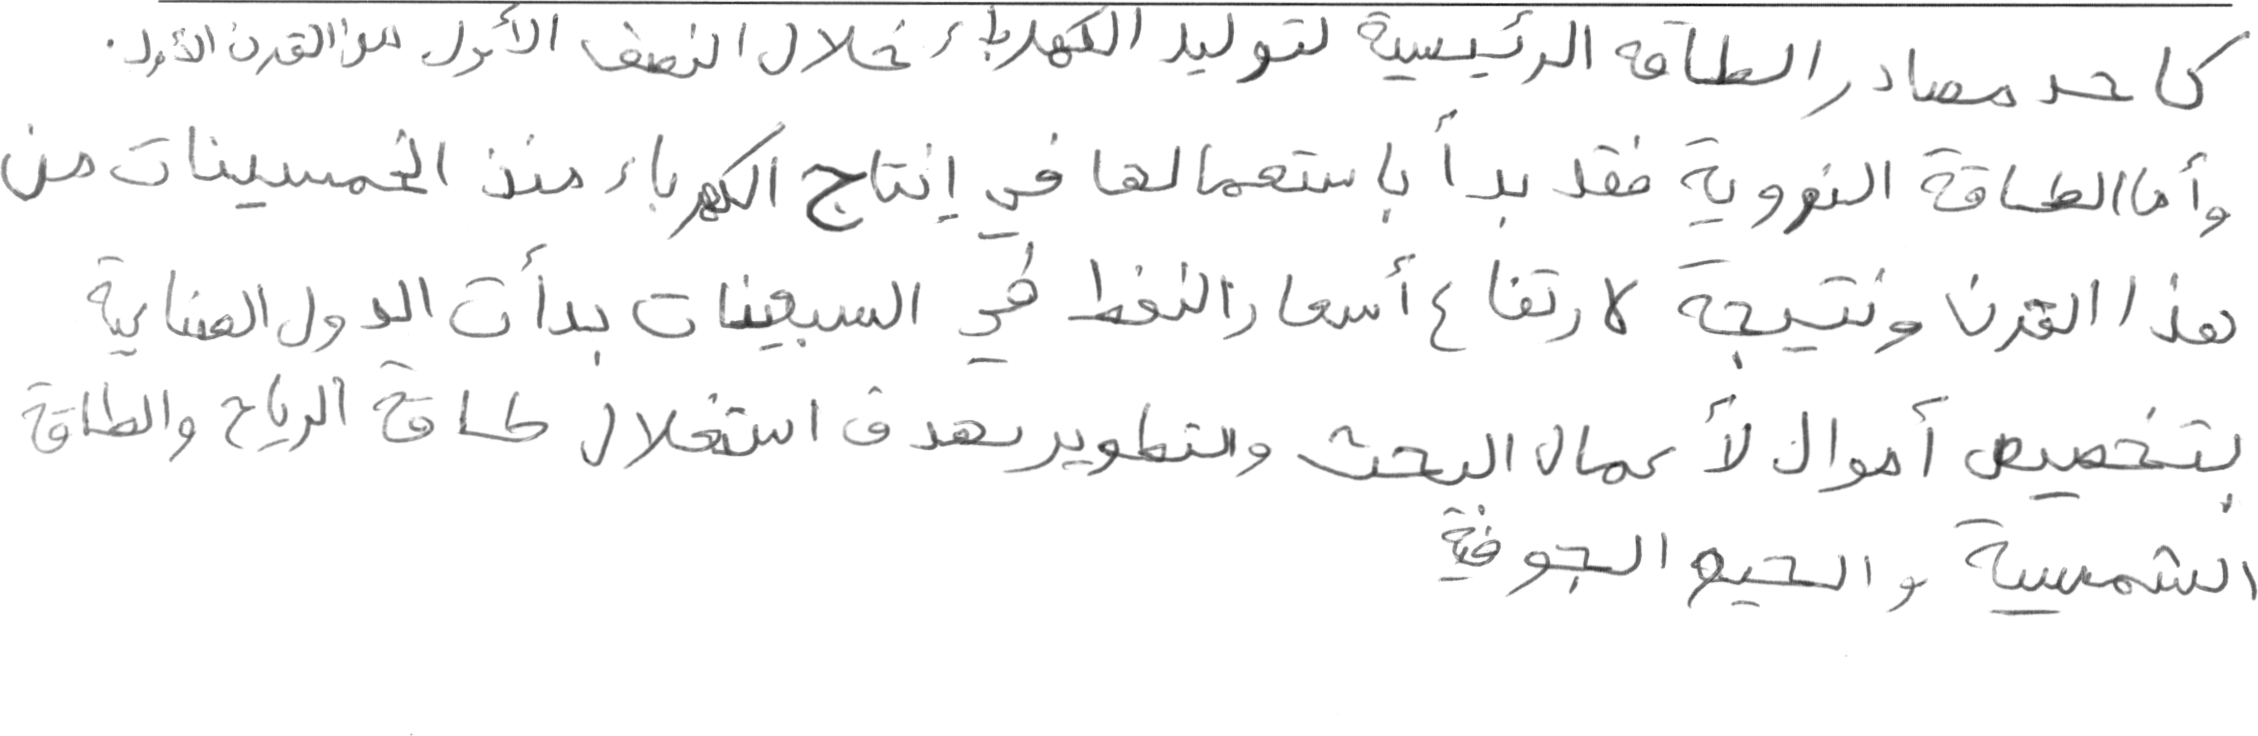 كاحد مصادر الطاقة الرئيسية لتوليد الكهرباء خلال النصف الأول من القرن الأول.
وأما الطاقة النووية فقد بدأ باستعمالها في إنتاج الكهرباء منذ الخمسينات من
هذا القرن ونتيجة لارتفاع أسعار النفط في السبعينات بدأت الدول الصناعية
بتخصيص أموال لأعمال البحث والتطوير بهدف استغلال طاقة الرياح والطاقة
الشمسية والحيو الجوفية